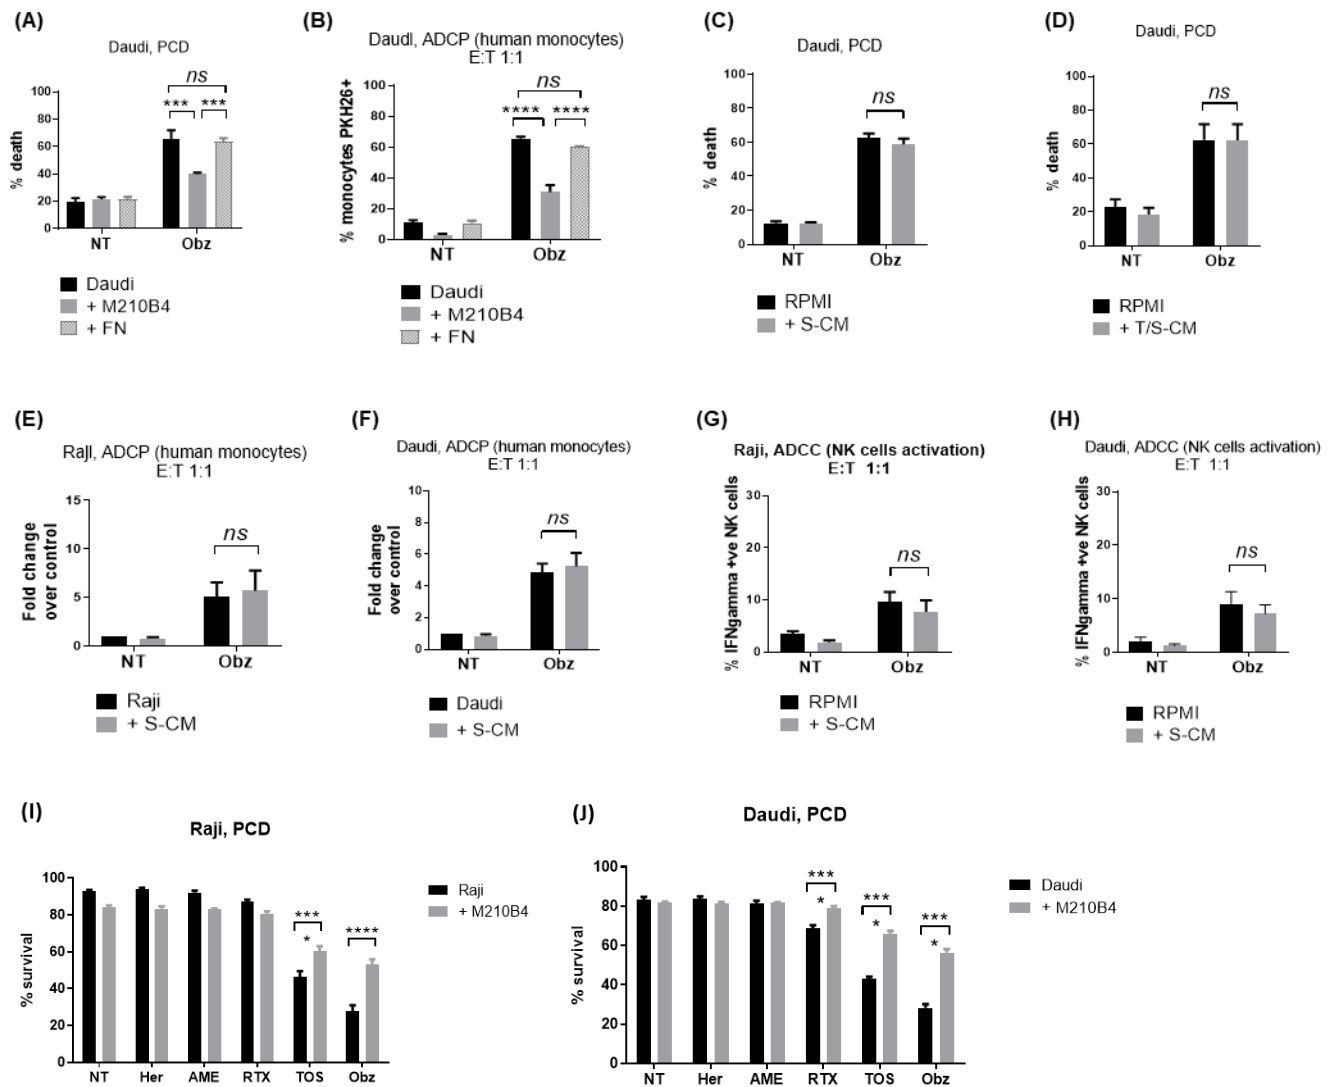 (A)
Daudi, PCD
% death
100
80
60
40
20
0
*** ***
ns
NT Obz
Daudi
+ M210B4
+ FN
(B)
DaudI, ADCP (human monocytes)
E:T 1:1
% monocytes PKH26+
100
80
60
40
20
0
**** ****
ns
NT Obz
Daudi
+ M210B4
+ FN
(C)
Daudi, PCD
% death
100
80
60
40
20
0
ns
NT Obz
RPMI
+ S-CM
(D)
Daudi, PCD
% death
100
80
60
40
20
0
ns
NT Obz
RPMI
+ T/S-CM
(E)
RajI, ADCP (human monocytes)
E:T 1:1
Fold change
over control
15
10
5
0
ns
NT Obz
Raji
+ S-CM
(F)
Daudi, ADCP (human monocytes)
E:T 1:1
Fold change
over control
10
8
6
4
2
0
ns
NT Obz
Daudi
+ S-CM
(G)
Raji, ADCC (NK cells activation)
E:T 1:1
% IFNgamma +ve NK cells
30
20
10
0
ns
NT Obz
RPMI
+ S-CM
(H)
Daudi, ADCC (NK cells activation)
E:T 1:1
% IFNgamma +ve NK cells
30
20
10
0
ns
NT Obz
RPMI
+ S-CM
(I)
Raji, PCD
% survival
100
80
60
40
20
0
***
*
****
NT Her AME RTX TOS Obz
Raji
+ M210B4
(J)
Daudi, PCD
% survival
100
80
60
40
20
0
***
*
***
*
***
*
NT Her AME RTX TOS Obz
Daudi
+ M210B4